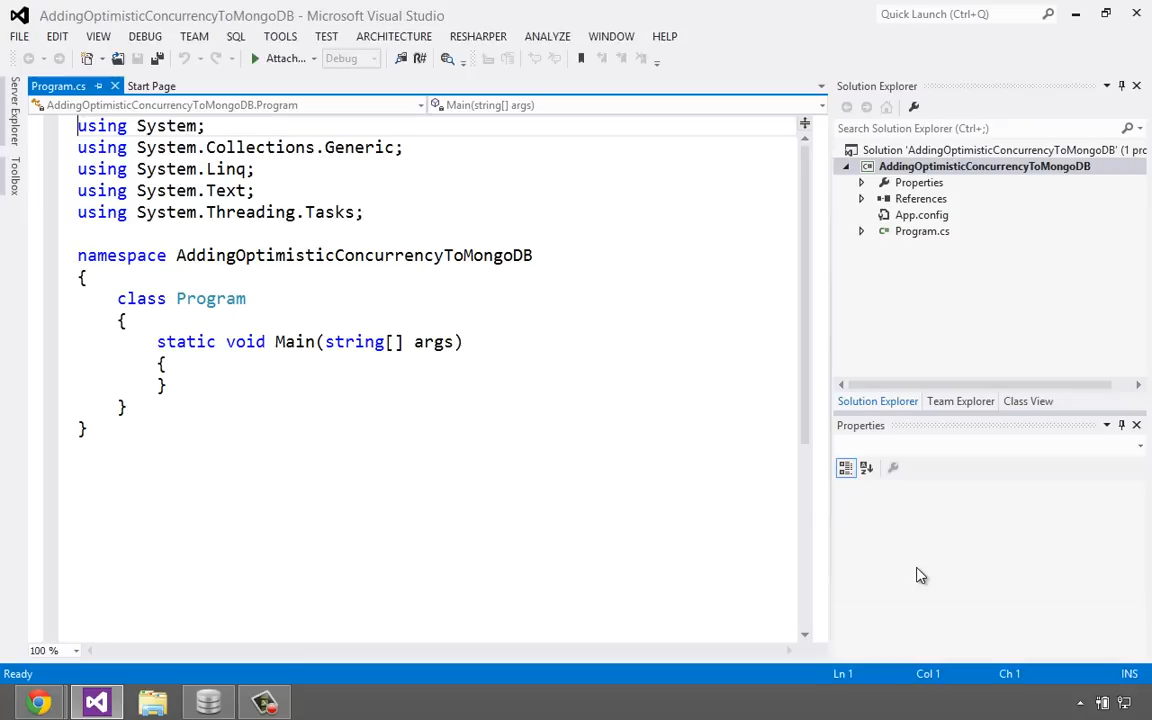 AddingOptimisticConcurrencyToMongoDB - Microsoft Visual Studio
Quick Launch (Ctrl+Q)
FILE EDIT VIEW DEBUG TEAM SQL TOOLS TEST ARCHITECTURE RESHARPER ANALYZE WINDOW HELP
Attach... Debug R#
Server Explorer
Toolbox
Program.cs Start Page
AddingOptimisticConcurrencyToMongoDB.Program Main(string[] args)
using System;
using System.Collections.Generic;
using System.Linq;
using System.Text;
using System.Threading.Tasks;
namespace AddingOptimisticConcurrencyToMongoDB
{
class Program
{
static void Main(string[] args)
{
}
}
}
100 %
Solution Explorer
Search Solution Explorer (Ctrl+;)
Solution 'AddingOptimisticConcurrencyToMongoDB' (1 prc
C# AddingOptimisticConcurrencyToMongoDB
Properties
References
App.config
C# Program.cs
Solution Explorer Team Explorer Class View
Properties
Ready Ln 1 Col 1 Ch 1 INS